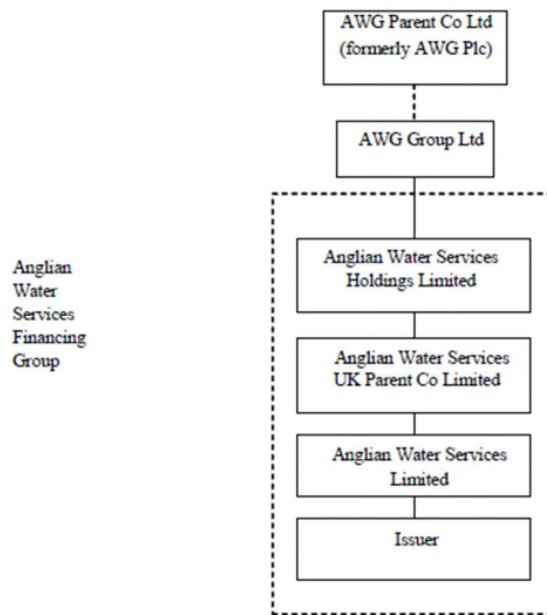 AWG Parent Co Ltd
(formerly AWG Plc)
AWG Group Ltd
Anglian Water Services
Holdings Limited
Anglian
Water
Services
Financing
Group
Anglian Water Services
UK Parent Co Limited
Anglian Water Services
Limited
Issuer